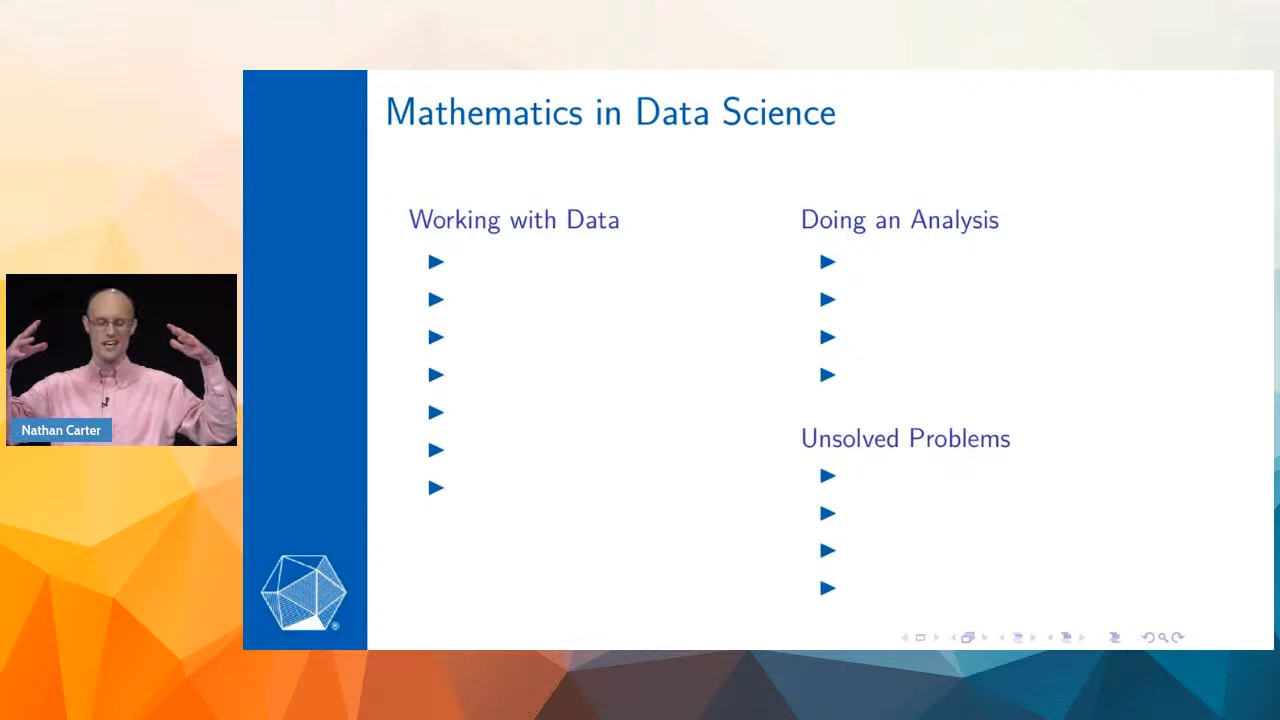 Mathematics in Data Science
Working with Data
Doing an Analysis
Unsolved Problems
Nathan Carter
®